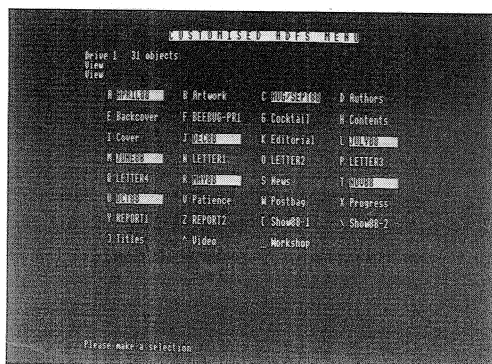 CUSTOMISED ADFS MENU
Drive 1 31 objects
View
View
A APRIL88 B Artwork C AUG/SEPT88 D Authors
E Backcover F BEEBUG-PR1 G Cocktail H Contents
I Cover J DEC88 K Editorial L JULY88
M JUNE88 N LETTER1 O LETTER2 P LETTER3
Q LETTER4 R MAY88 S News T NOV88
U OCT88 V Patience W Postbag X Progress
Y REPORT1 Z REPORT2 [ Show88-1 \ Show88-2
] Titles ^ Video _ Workshop
Please make a selection